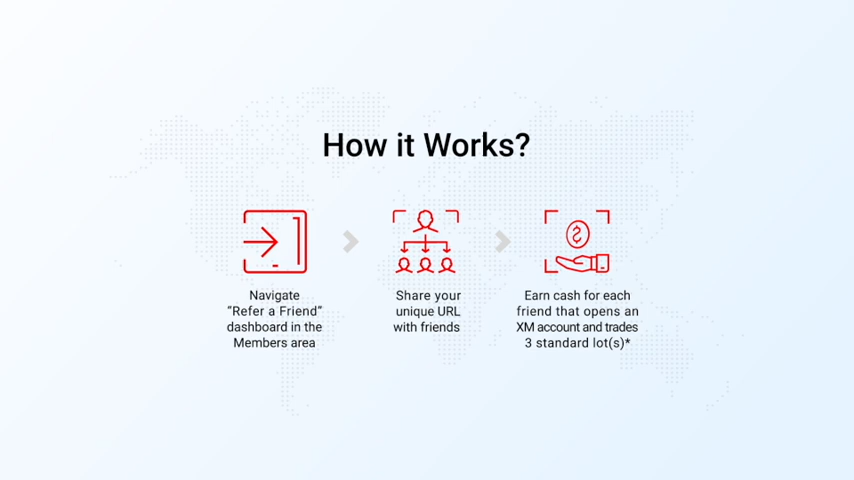 How it Works?
Navigate
“Refer a Friend”
dashboard in the
Members area
Share your
unique URL
with friends
Earn cash for each
friend that opens an
XM account and trades
3 standard lot(s)*